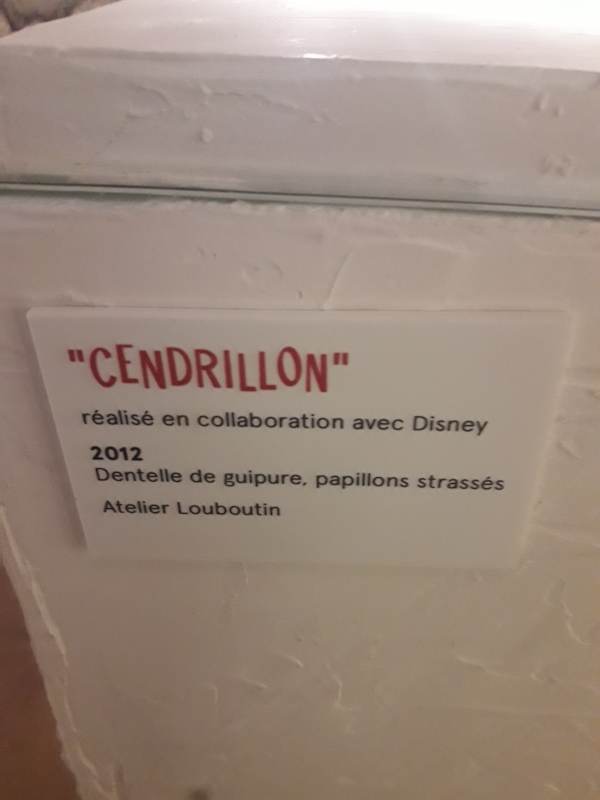 "CENDRILLON"
réalisé en collaboration avec Disney
2012
Dentelle de guipure, papillons strassés
Atelier Louboutin